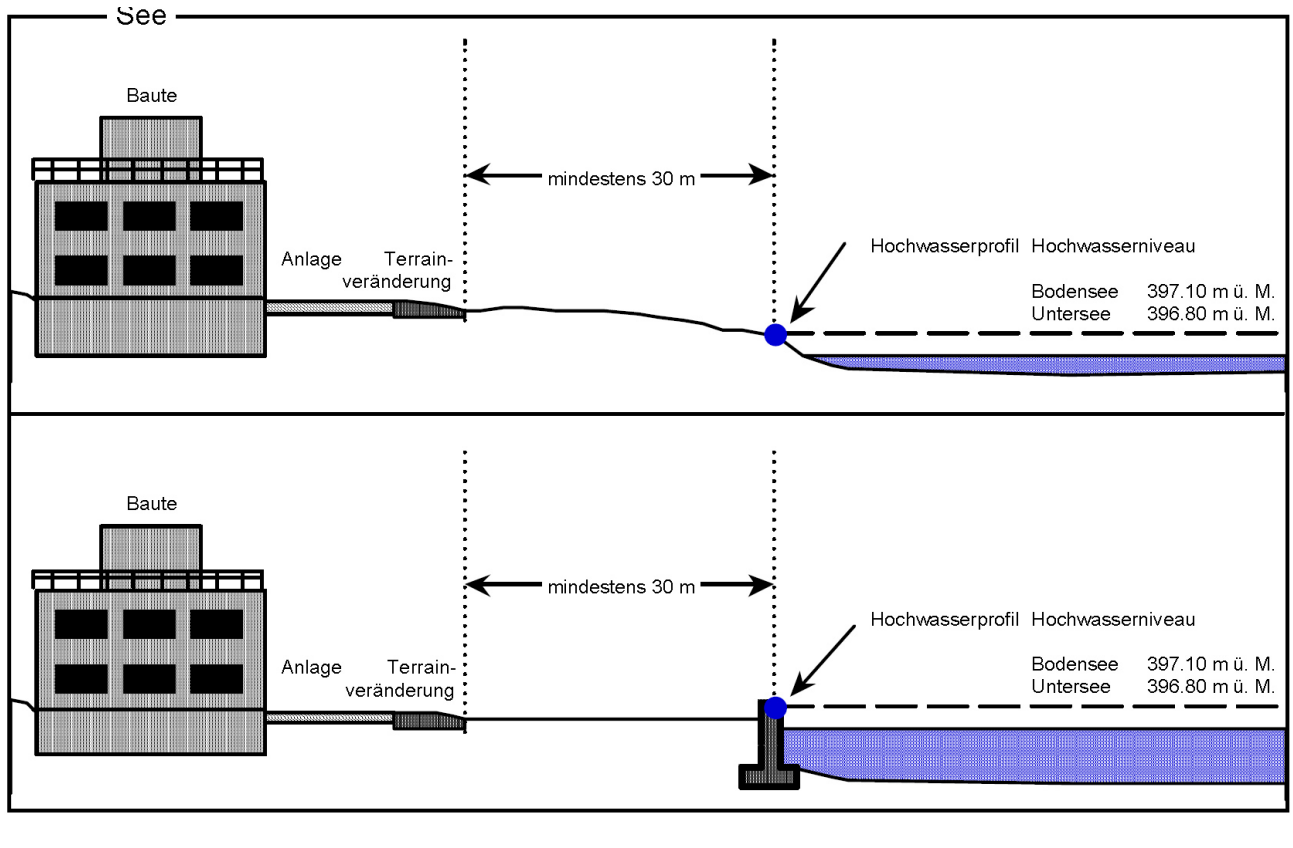 See
Baute
mindestens 30 m
Anlage Terrain-
veränderung
Hochwasserprofil Hochwasserniveau
Bodensee 397.10 m ü. M.
Untersee 396.80 m ü. M.
Baute
mindestens 30 m
Hochwasserprofil Hochwasserniveau
Anlage Terrain-
veränderung
Bodensee 397.10 m ü. M.
Untersee 396.80 m ü. M.